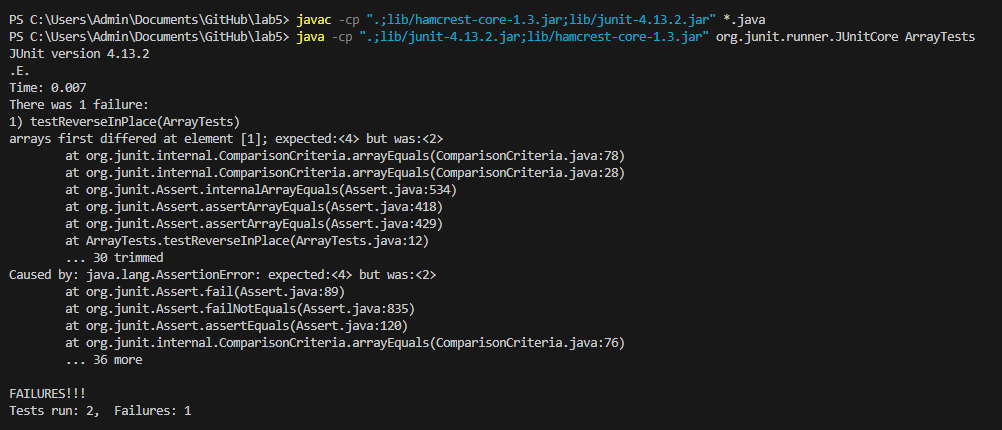 PS C:\Users\Admin\Documents\GitHub\lab5> javac -cp ".;lib/hamcrest-core-1.3.jar;lib/junit-4.13.2.jar" *.java
PS C:\Users\Admin\Documents\GitHub\lab5> java -cp ".;lib/junit-4.13.2.jar;lib/hamcrest-core-1.3.jar" org.junit.runner.JUnitCore ArrayTests
JUnit version 4.13.2
.E.
Time: 0.007
There was 1 failure:
1) testReverseInPlace(ArrayTests)
arrays first differed at element [1]; expected:<4> but was:<2>
        at org.junit.internal.ComparisonCriteria.arrayEquals(ComparisonCriteria.java:78)
        at org.junit.internal.ComparisonCriteria.arrayEquals(ComparisonCriteria.java:28)
        at org.junit.Assert.internalArrayEquals(Assert.java:534)
        at org.junit.Assert.assertArrayEquals(Assert.java:418)
        at org.junit.Assert.assertArrayEquals(Assert.java:429)
        at ArrayTests.testReverseInPlace(ArrayTests.java:12)
        ... 30 trimmed
Caused by: java.lang.AssertionError: expected:<4> but was:<2>
        at org.junit.Assert.fail(Assert.java:89)
        at org.junit.Assert.failNotEquals(Assert.java:835)
        at org.junit.Assert.assertEquals(Assert.java:120)
        at org.junit.internal.ComparisonCriteria.arrayEquals(ComparisonCriteria.java:76)
        ... 36 more

FAILURES!!!
Tests run: 2,  Failures: 1